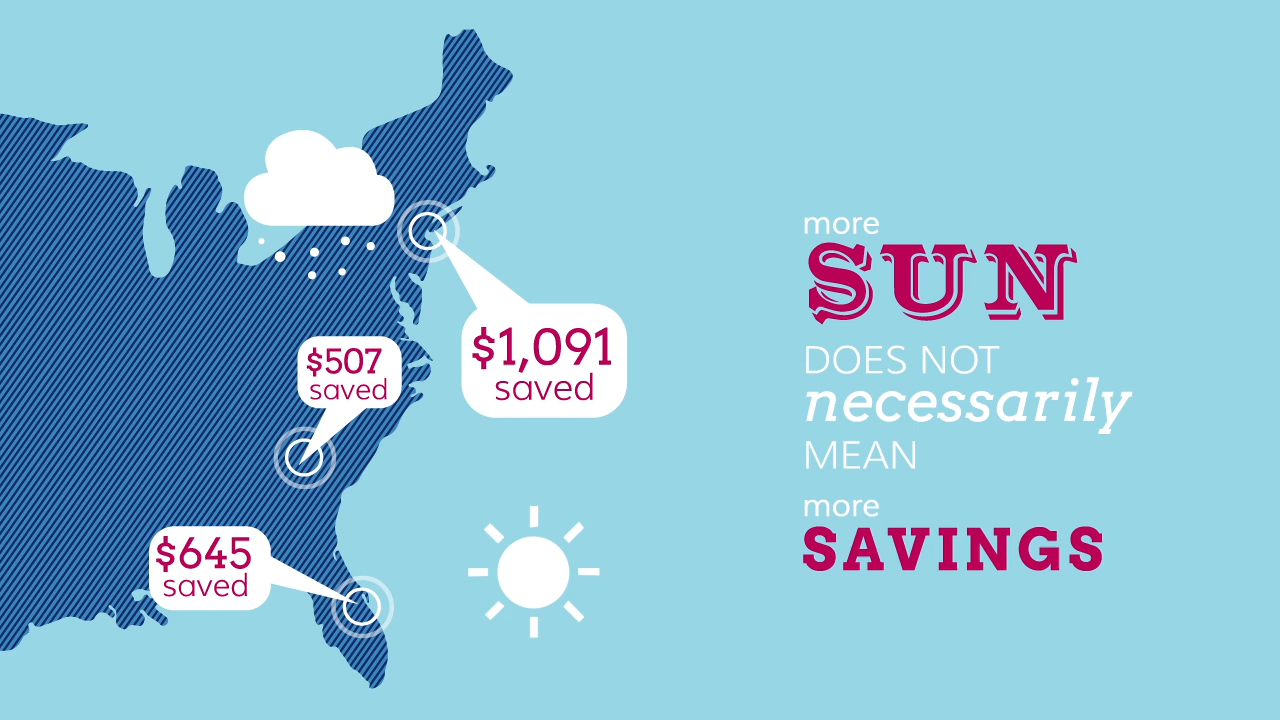 $1,091
saved
$507
saved
$645
saved
more
SUN
DOES NOT
necessarily
MEAN
more
SAVINGS